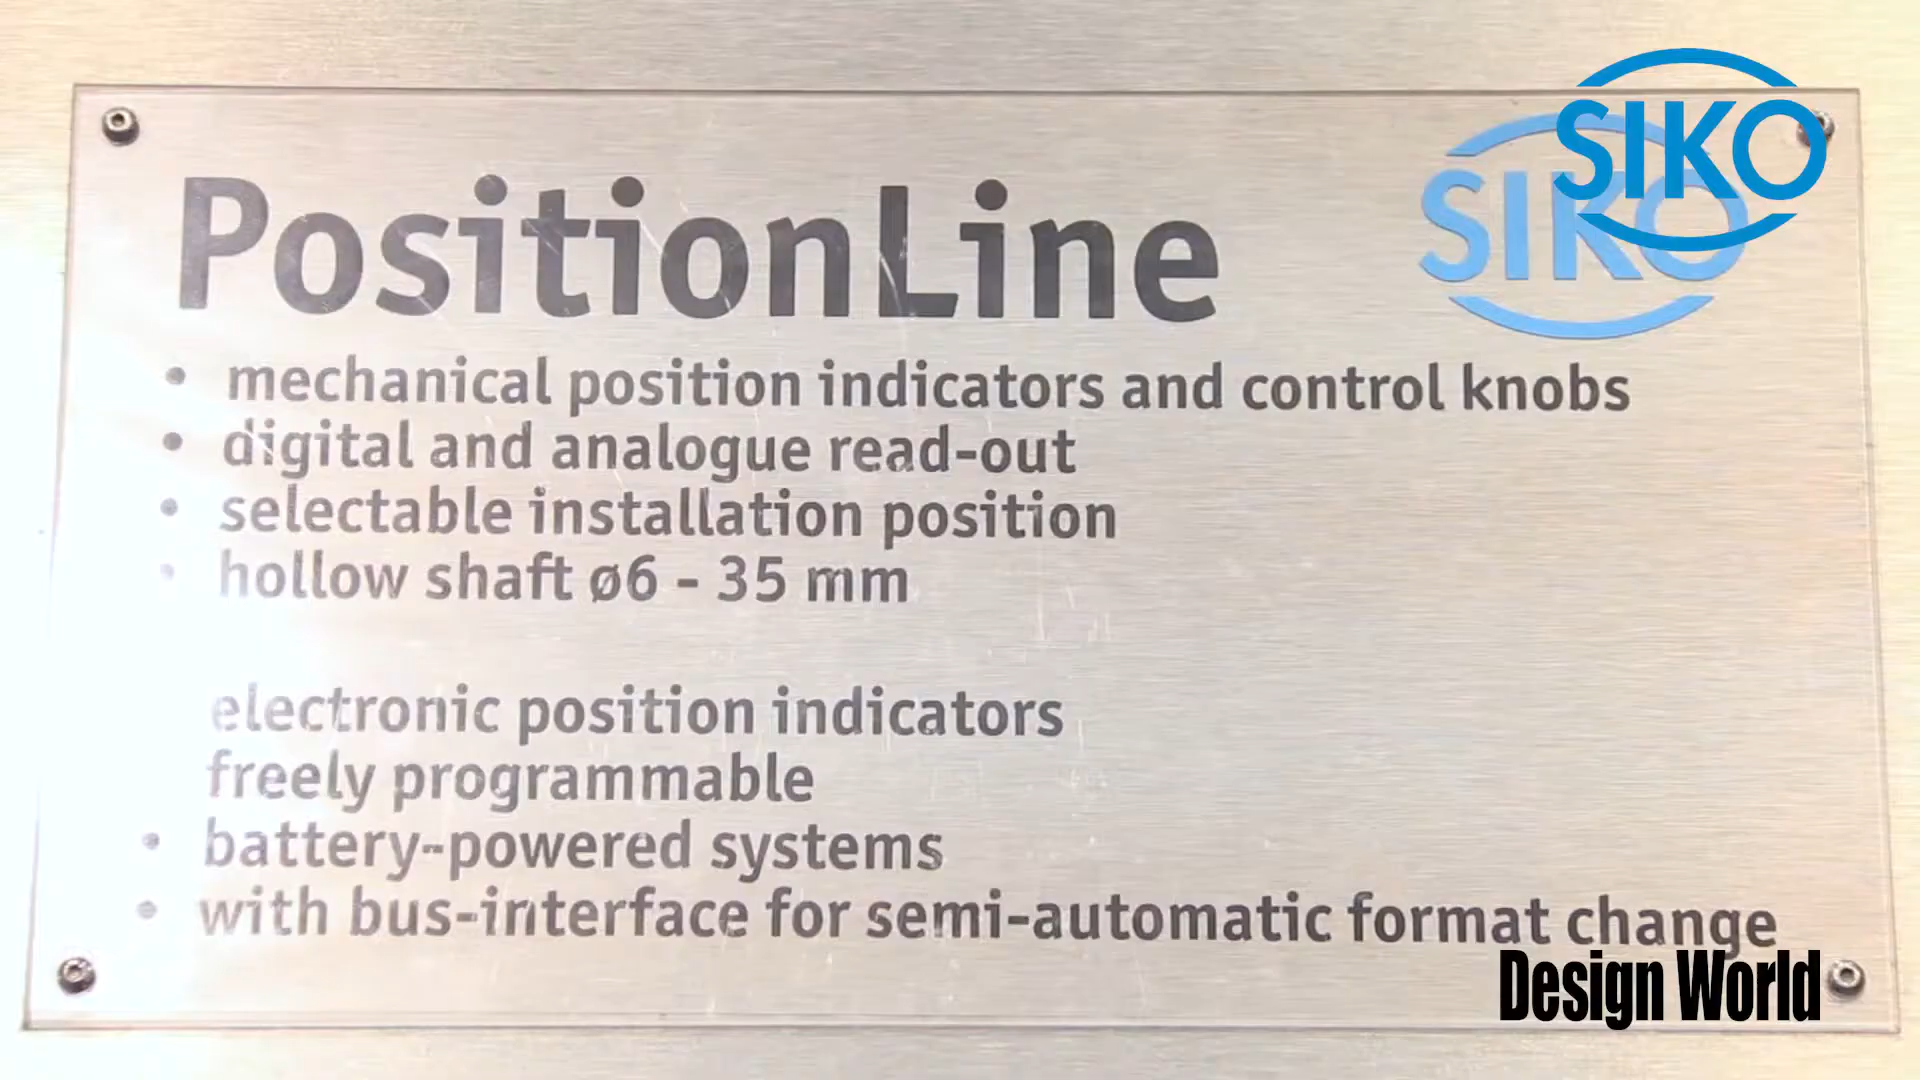 SIKO
SIKO
PositionLine
• mechanical position indicators and control knobs
• digital and analogue read-out
• selectable installation position
• hollow shaft ø6 - 35 mm
electronic position indicators
freely programmable
• battery-powered systems
• with bus-interface for semi-automatic format change
Design World